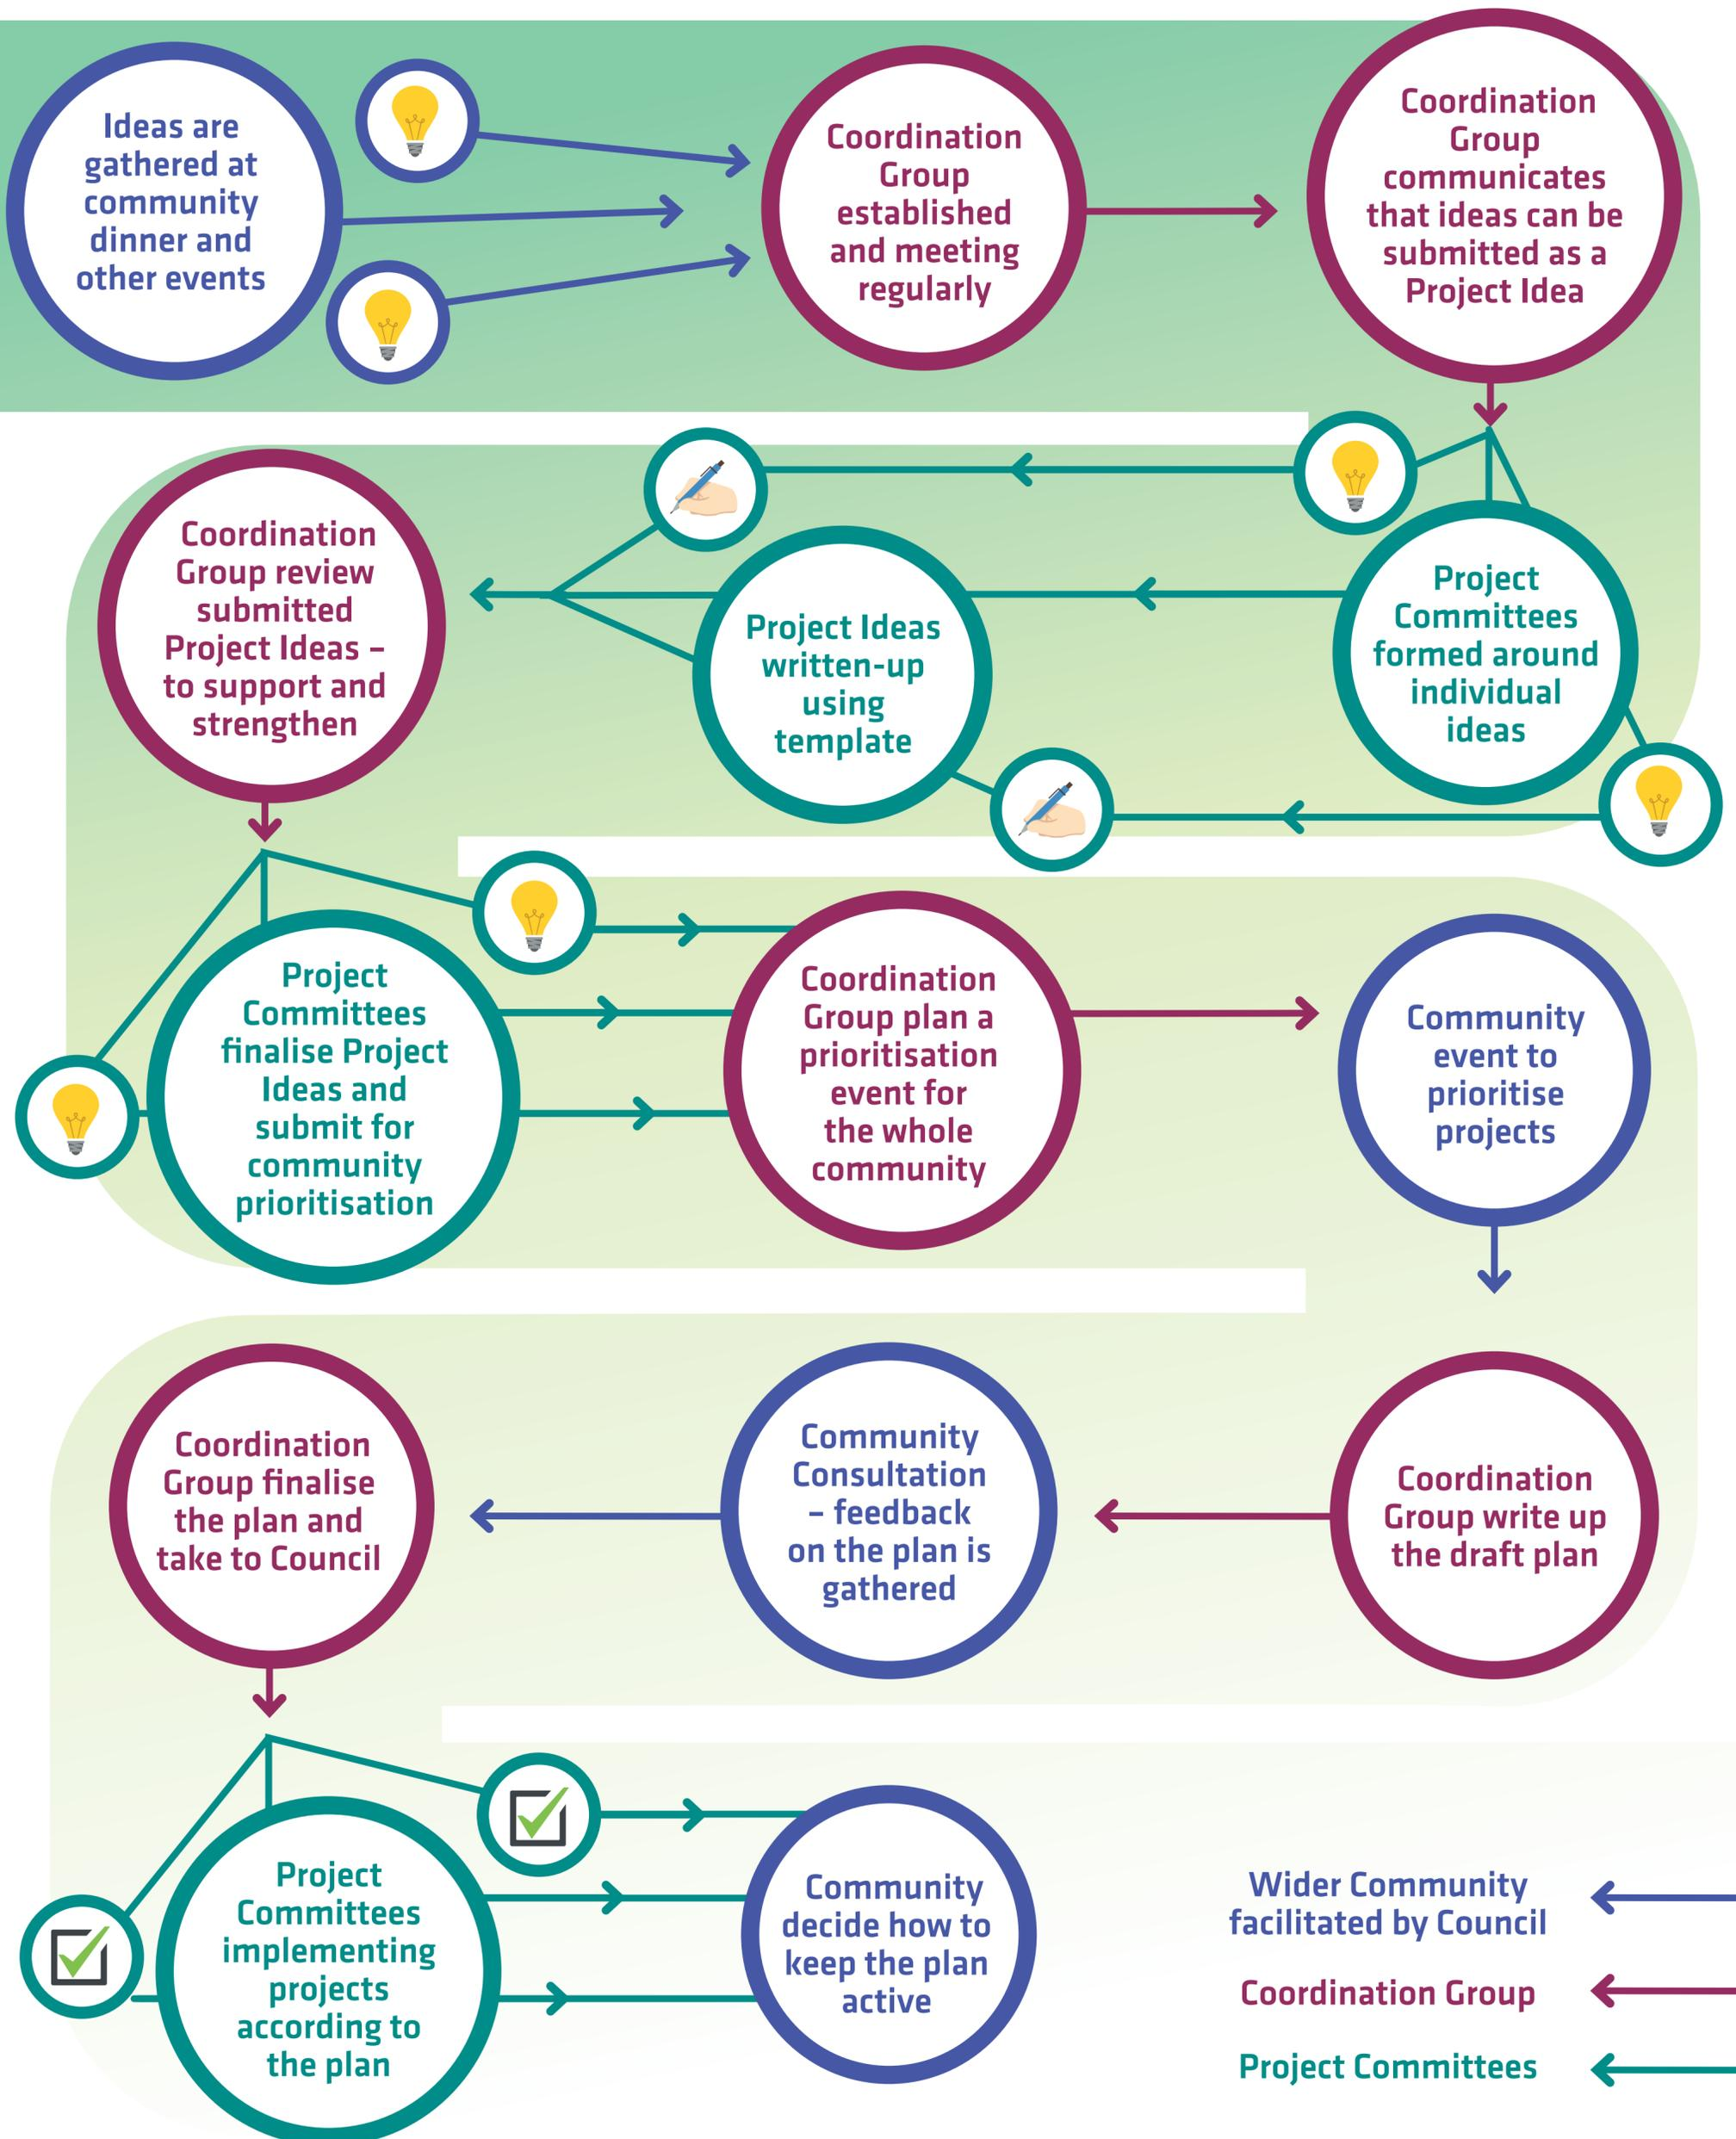 Ideas are
gathered at
community
dinner and
other events
Coordination
Group
established
and meeting
regularly
Coordination
Group
communicates
that ideas can be
submitted as a
Project Idea
Project
Committees
formed around
individual
ideas
Project Ideas
written-up
using
template
Coordination
Group review
submitted
Project Ideas –
to support and
strengthen
Project
Committees
finalise Project
Ideas and
submit for
community
prioritisation
Coordination
Group plan a
prioritisation
event for
the whole
community
Community
event to
prioritise
projects
Coordination
Group write up
the draft plan
Community
Consultation
– feedback
on the plan is
gathered
Coordination
Group finalise
the plan and
take to Council
Project
Committees
implementing
projects
according to
the plan
Community
decide how to
keep the plan
active
Wider Community
facilitated by Council
Coordination Group
Project Committees